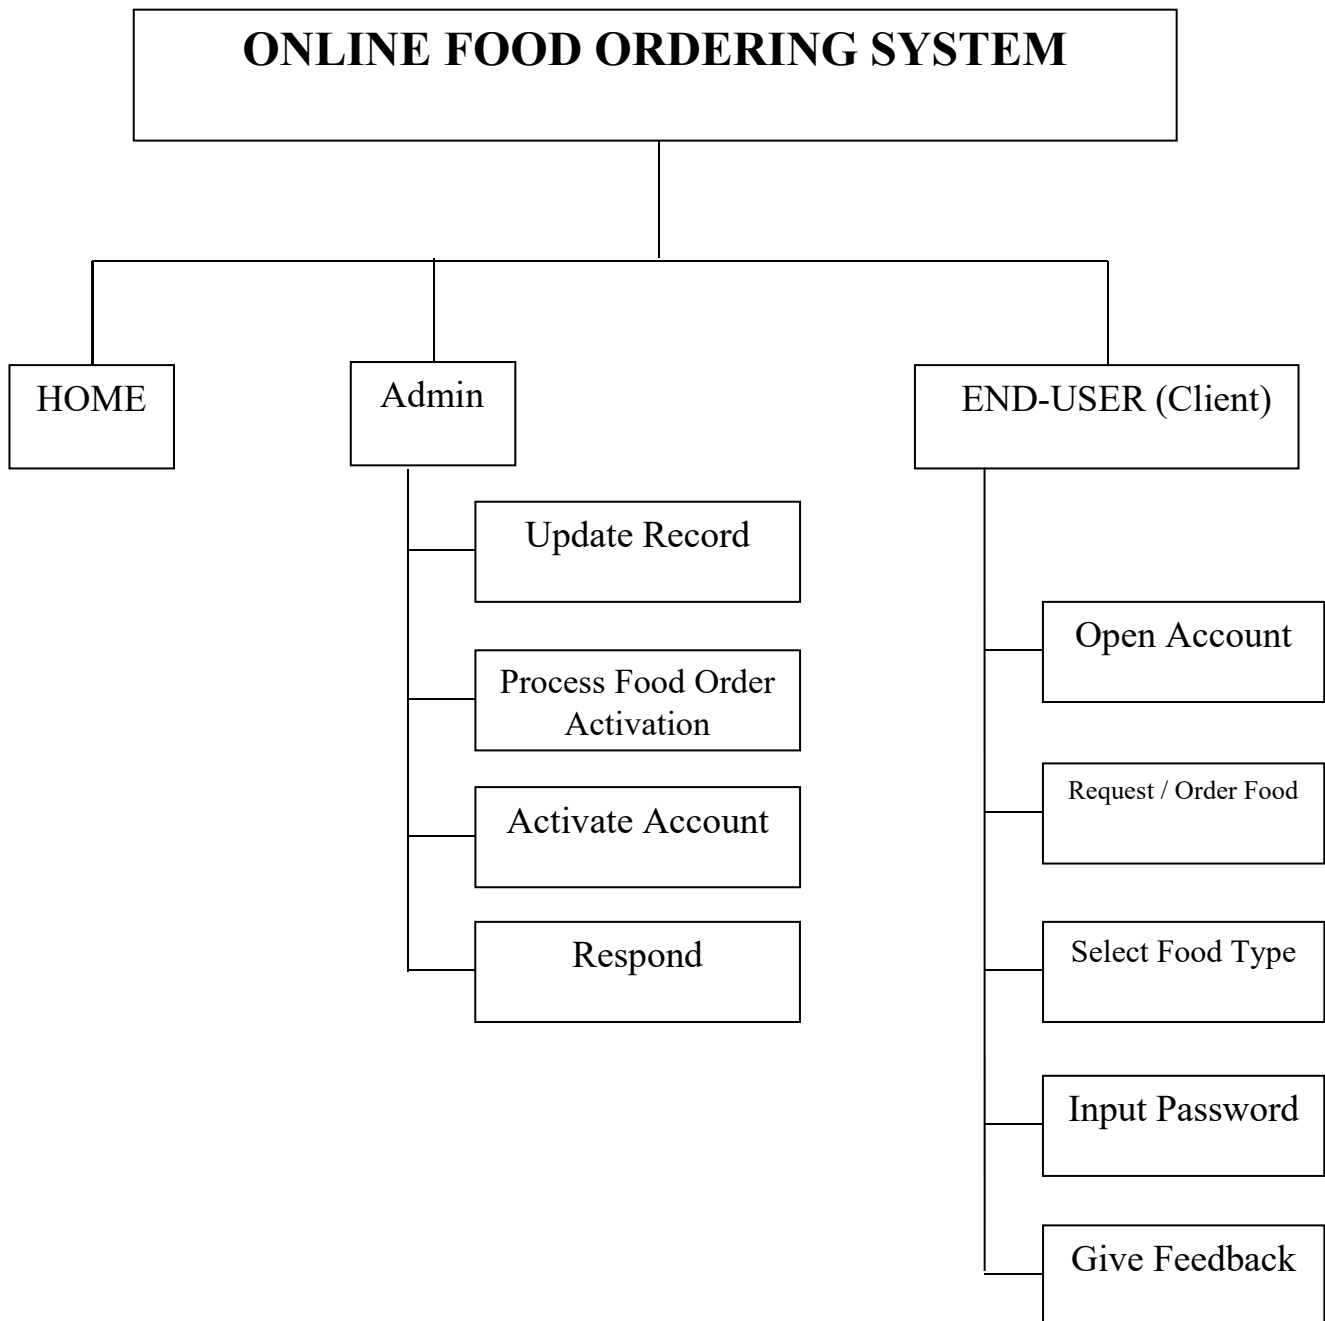 ONLINE FOOD ORDERING SYSTEM
HOME
Admin
END-USER (Client)
Update Record
Process Food Order
Activation
Activate Account
Respond
Open Account
Request / Order Food
Select Food Type
Input Password
Give Feedback